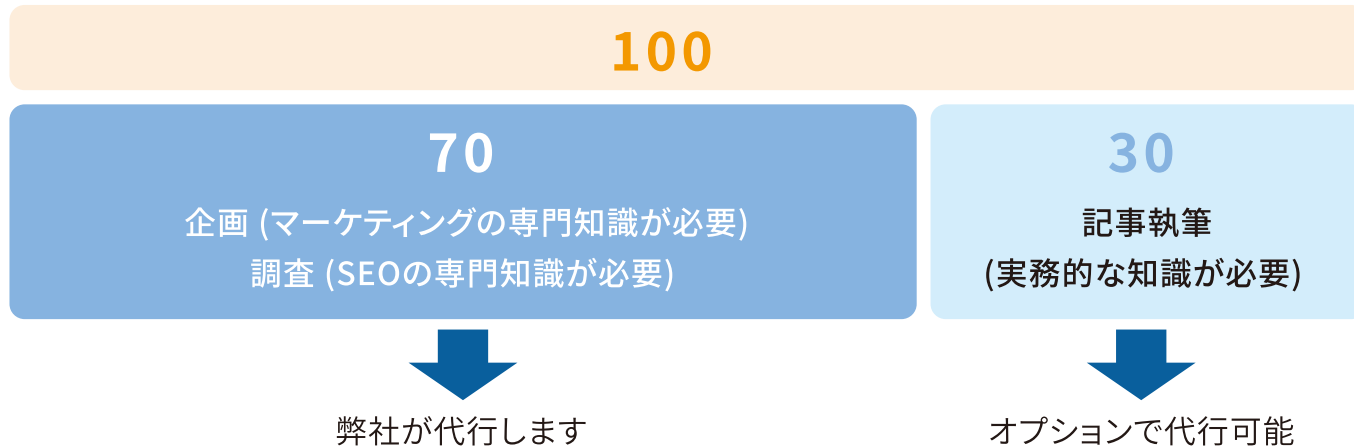 100
70
企画 (マーケティングの専門知識が必要)
調査 (SEOの専門知識が必要)
30
記事執筆
(実務的な知識が必要)
弊社が代行します
オプションで代行可能